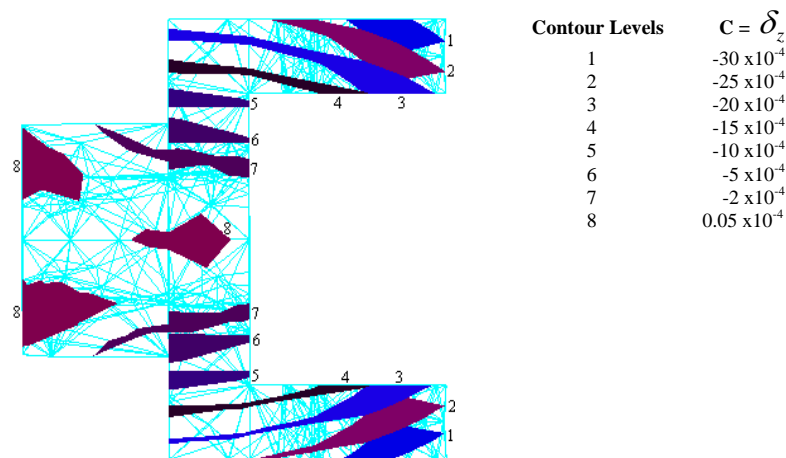 Contour Levels C = δz
1 -30 x10-4
2 -25 x10-4
3 -20 x10-4
4 -15 x10-4
5 -10 x10-4
6 -5 x10-4
7 -2 x10-4
8 0.05 x10-4
1
2
5 4 3
6
8
7
8
8
7
6
5 4 3
2
1